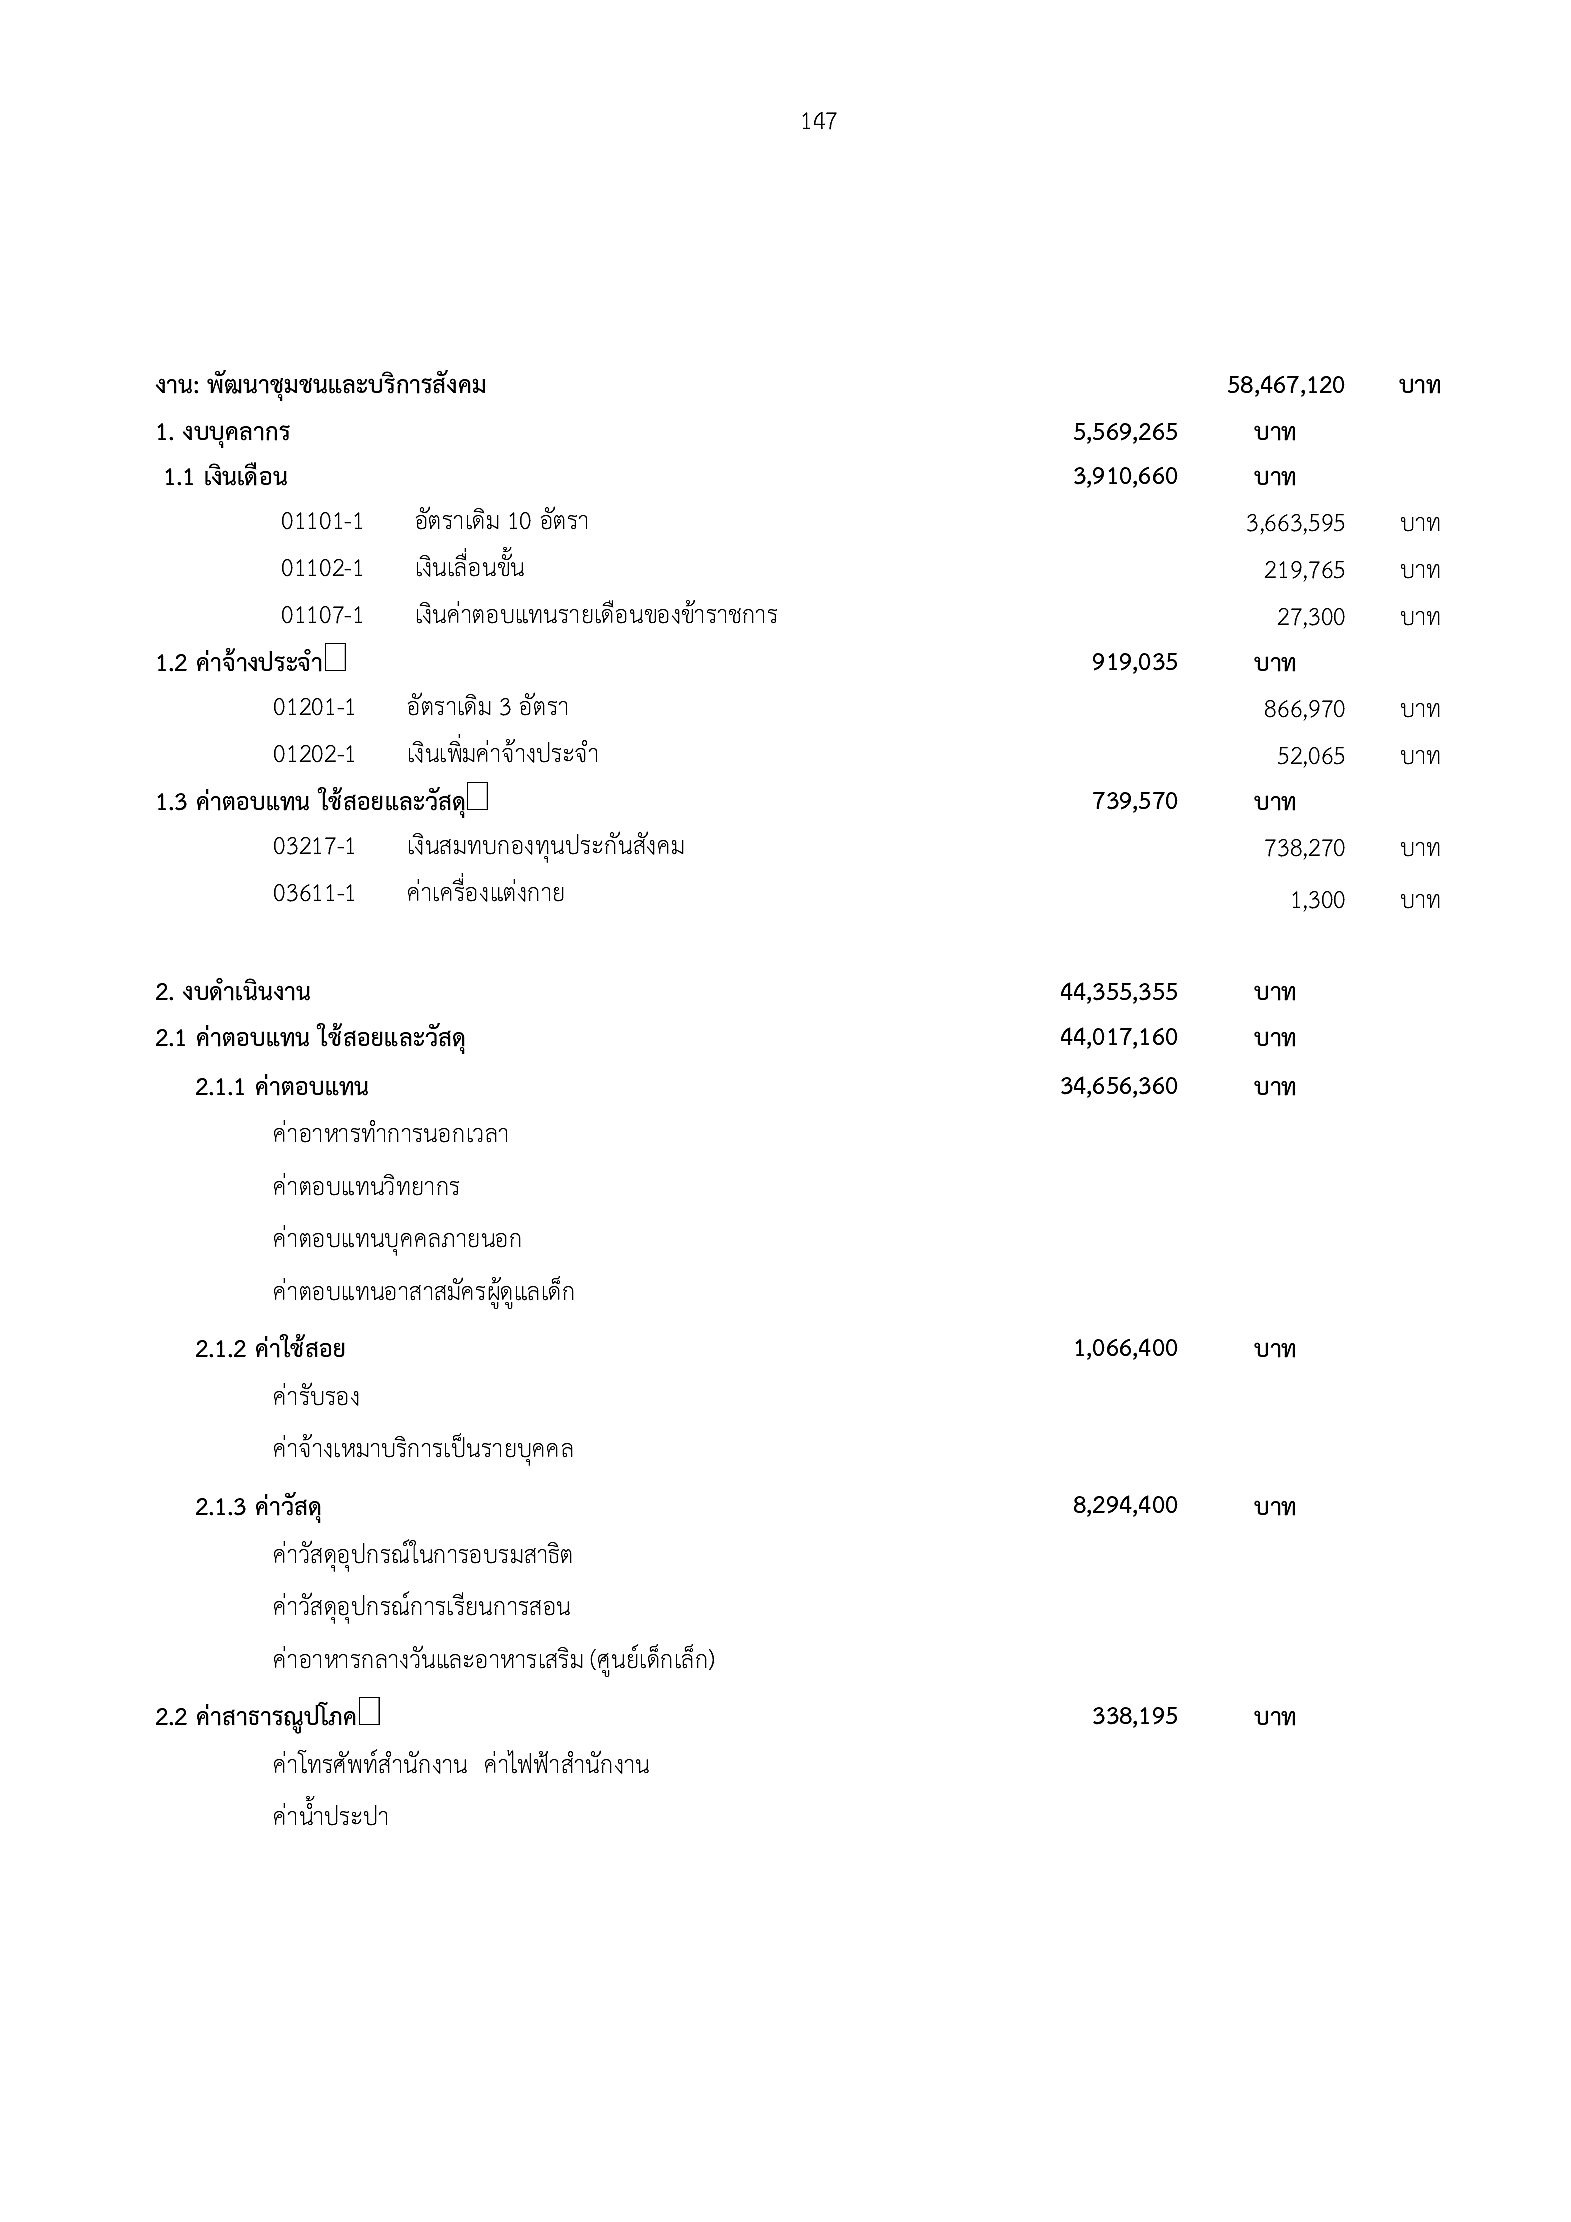 147
งาน: พัฒนาชุมชนและบริการสังคม 58,467,120 บาท
1. งบบุคลากร 5,569,265 บาท
1.1 เงินเดือน 3,910,660 บาท
01101-1 อัตราเดิม 10 อัตรา 3,663,595 บาท
01102-1 เงินเลื่อนขั้น 219,765 บาท
01107-1 เงินค่าตอบแทนรายเดือนของข้าราชการ 27,300 บาท
1.2 ค่าจ้างประจำ 919,035 บาท
01201-1 อัตราเดิม 3 อัตรา 866,970 บาท
01202-1 เงินเพิ่มค่าจ้างประจำ 52,065 บาท
1.3 ค่าตอบแทน ใช้สอยและวัสดุ 739,570 บาท
03217-1 เงินสมทบกองทุนประกันสังคม 738,270 บาท
03611-1 ค่าเครื่องแต่งกาย 1,300 บาท
2. งบดำเนินงาน 44,355,355 บาท
2.1 ค่าตอบแทน ใช้สอยและวัสดุ 44,017,160 บาท
2.1.1 ค่าตอบแทน 34,656,360 บาท
ค่าอาหารทำการนอกเวลา
ค่าตอบแทนวิทยากร
ค่าตอบแทนบุคคลภายนอก
ค่าตอบแทนอาสาสมัครผู้ดูแลเด็ก
2.1.2 ค่าใช้สอย 1,066,400 บาท
ค่ารับรอง
ค่าจ้างเหมาบริการเป็นรายบุคคล
2.1.3 ค่าวัสดุ 8,294,400 บาท
ค่าวัสดุอุปกรณ์ในการอบรมสาธิต
ค่าวัสดุอุปกรณ์การเรียนการสอน
ค่าอาหารกลางวันและอาหารเสริม (ศูนย์เด็กเล็ก)
2.2 ค่าสาธารณูปโภค 338,195 บาท
ค่าโทรศัพท์สำนักงาน ค่าไฟฟ้าสำนักงาน
ค่าน้ำประปา